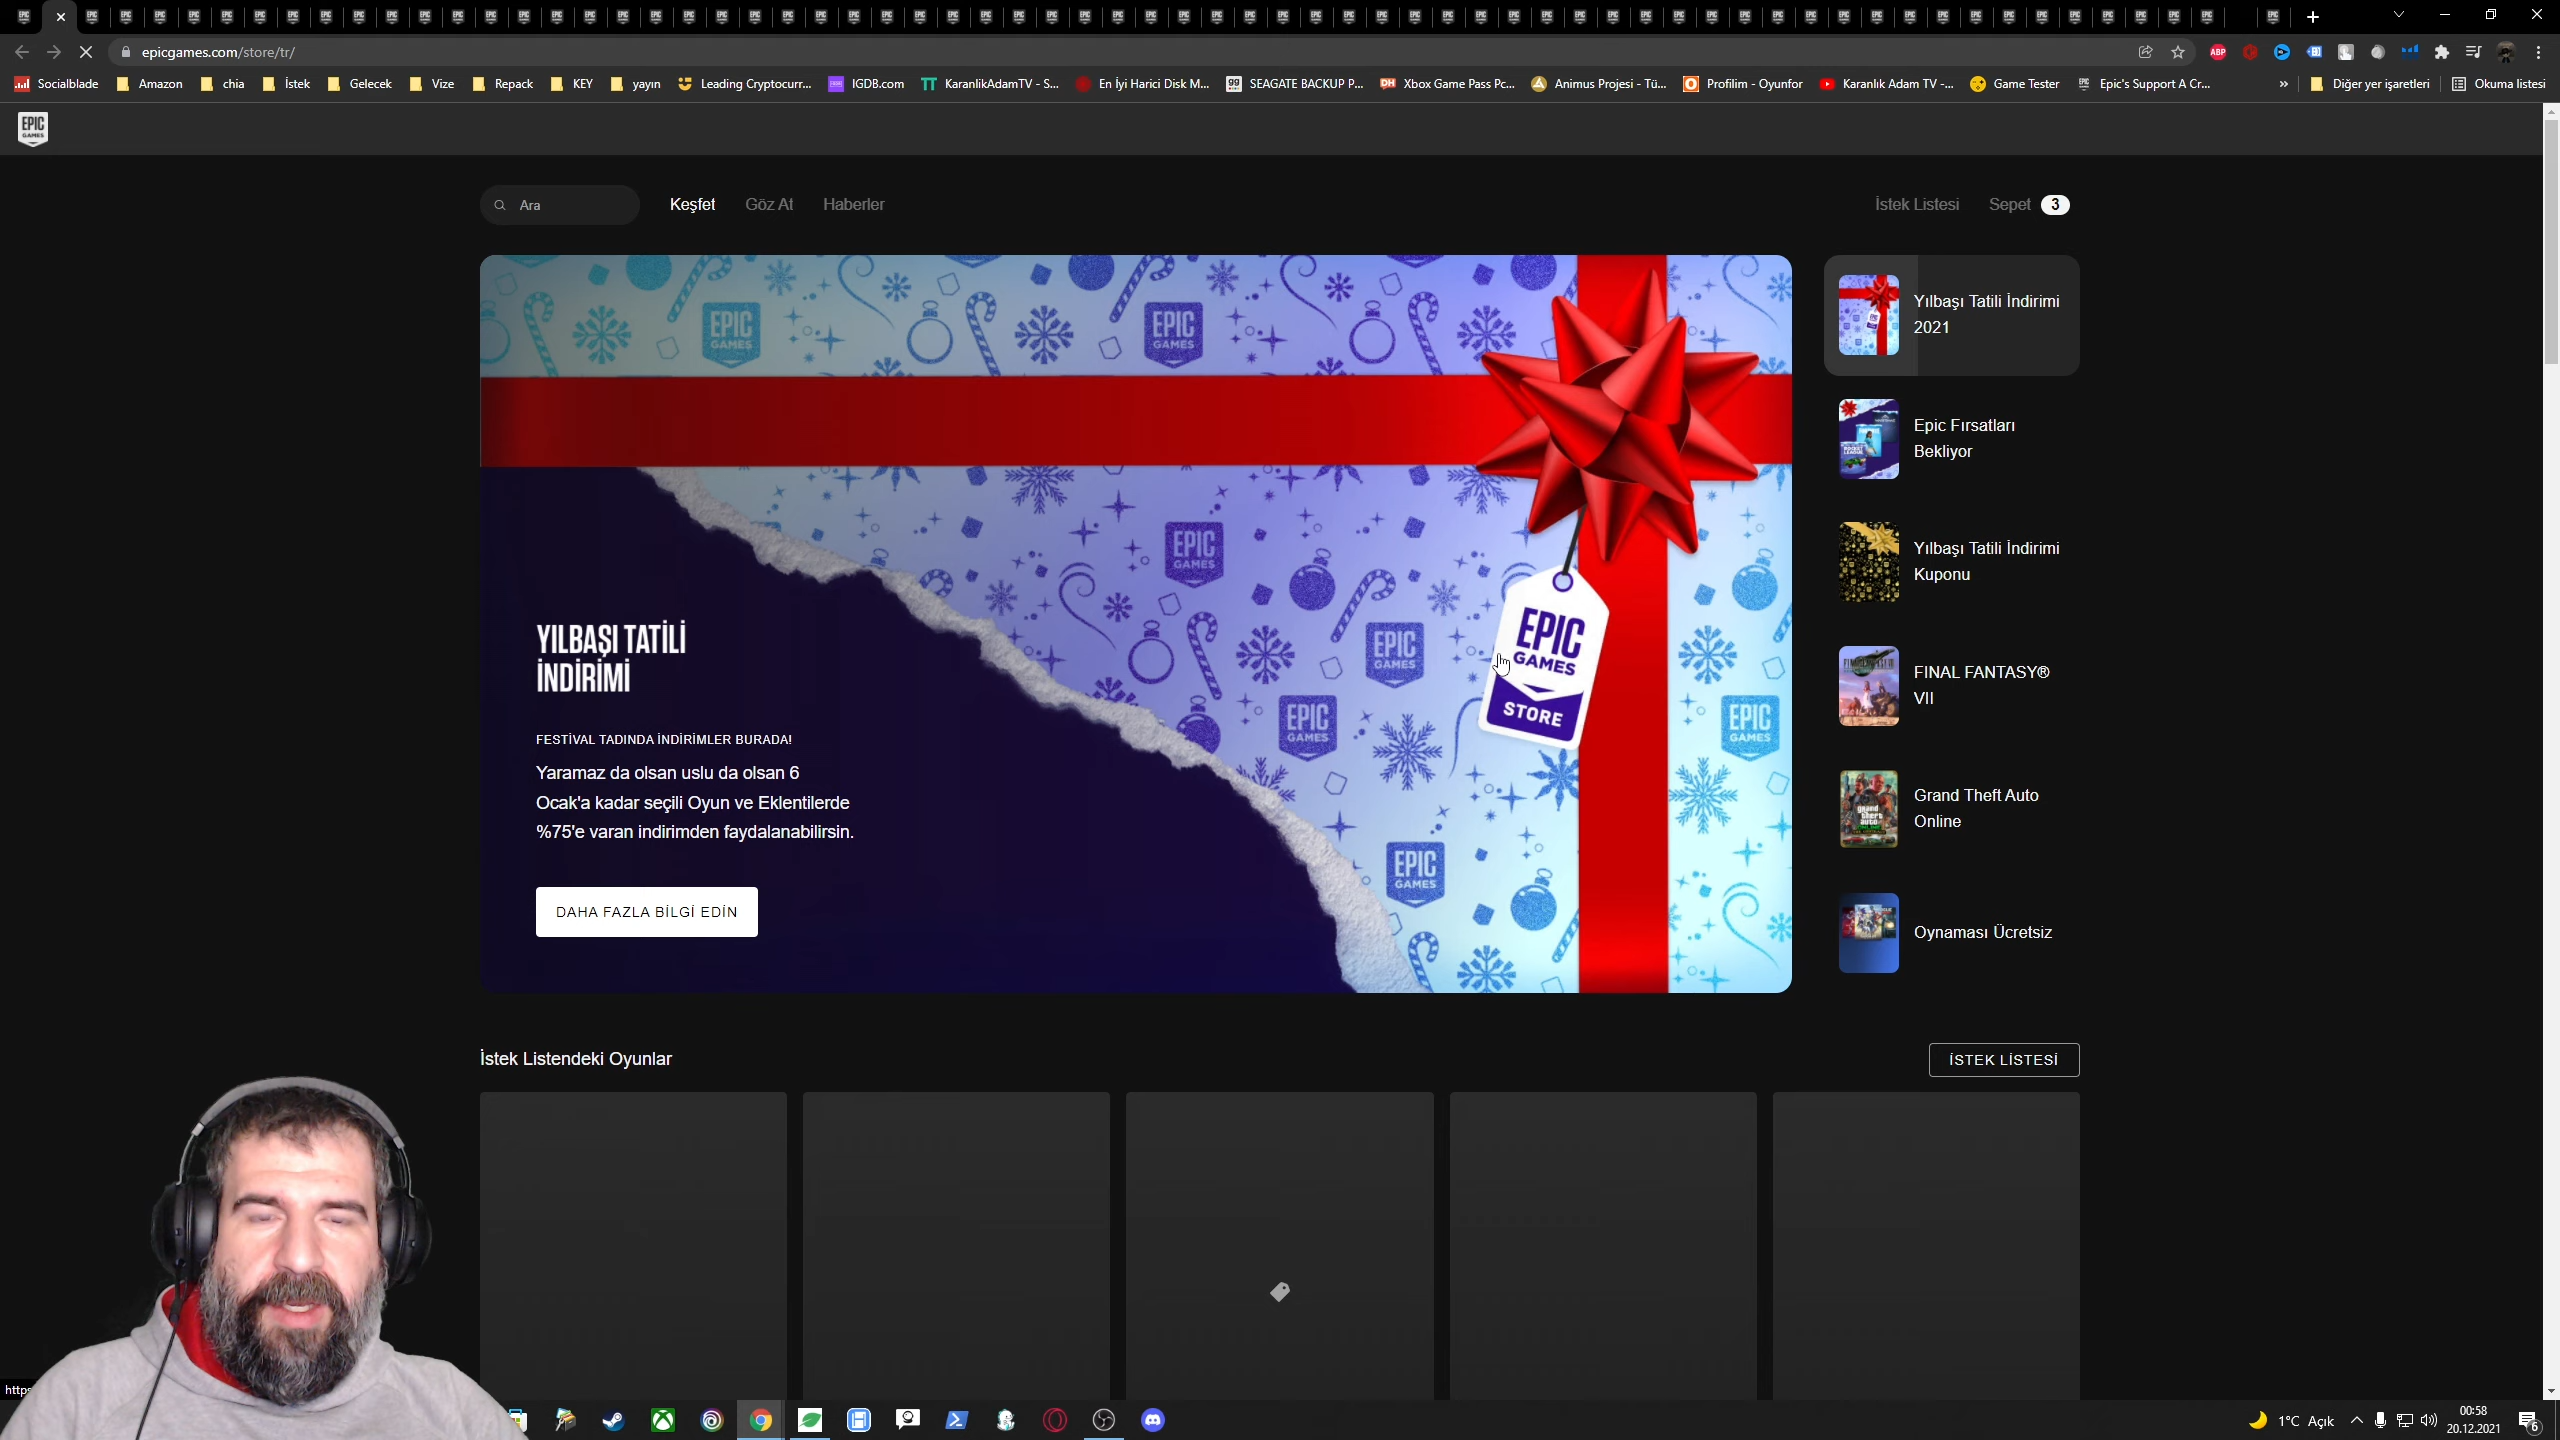 epicgames.com/store/tr/
ABP
Socialblade
Amazon
chia
İstek
Gelecek
Vize
Repack
KEY
yayın
Leading Cryptocurr...
IGDB.com
KaranlikAdamTV - S...
En İyi Harici Disk M...
SEAGATE BACKUP P...
Xbox Game Pass Pc...
Animus Projesi - Tü...
Profilim - Oyunfor
Karanlık Adam TV -...
Game Tester
Epic's Support A Cr...
»
Diğer yer işaretleri
Okuma listesi
EPIC
GAMES
Ara
Keşfet
Göz At
Haberler
İstek Listesi
Sepet 3
EPIC
GAMES
STORE
YILBAŞI TATİLİ
İNDİRİMİ
FESTİVAL TADINDA İNDİRİMLER BURADA!
Yaramaz da olsan uslu da olsan 6
Ocak'a kadar seçili Oyun ve Eklentilerde
%75'e varan indirimden faydalanabilirsin.
DAHA FAZLA BİLGİ EDİN
Yılbaşı Tatili İndirimi
2021
Epic Fırsatları
Bekliyor
Yılbaşı Tatili İndirimi
Kuponu
FINAL FANTASY®
VII
Grand Theft Auto
Online
Oynaması Ücretsiz
İstek Listendeki Oyunlar
İSTEK LİSTESİ
https
1°C Açık
00:58
20.12.2021
6